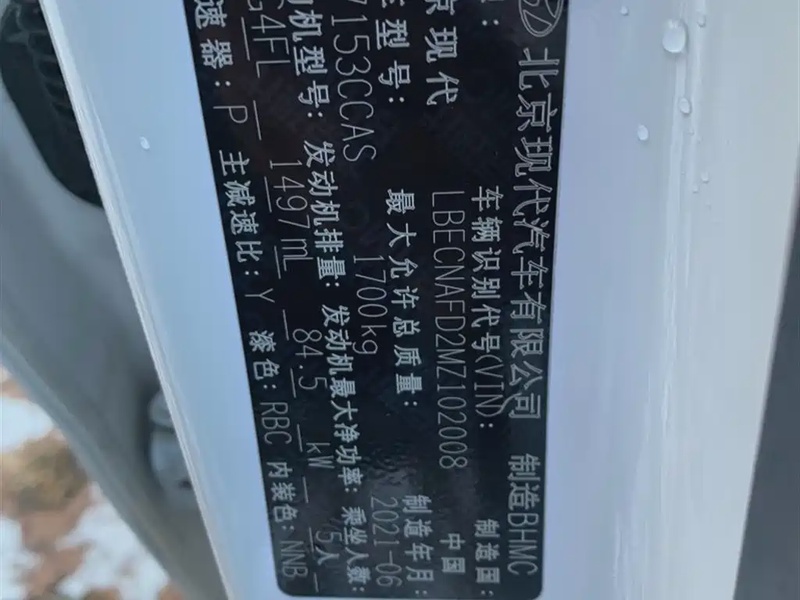 北京现代汽车有限公司 制造BHMC
车辆识别代号(VIN): 制造国:
京现代 LBECNAFD2MZ102008 中国
型号: 最大允许总质量: 制造年月:
7153CCAS 1700kg 2021-06
机型号: 发动机排量: 发动机最大净功率: 乘坐人数:
G4FL 1497mL 84.5 kW 5人
速器: P 主减速比: Y 漆色: RBC 内装色: NNB